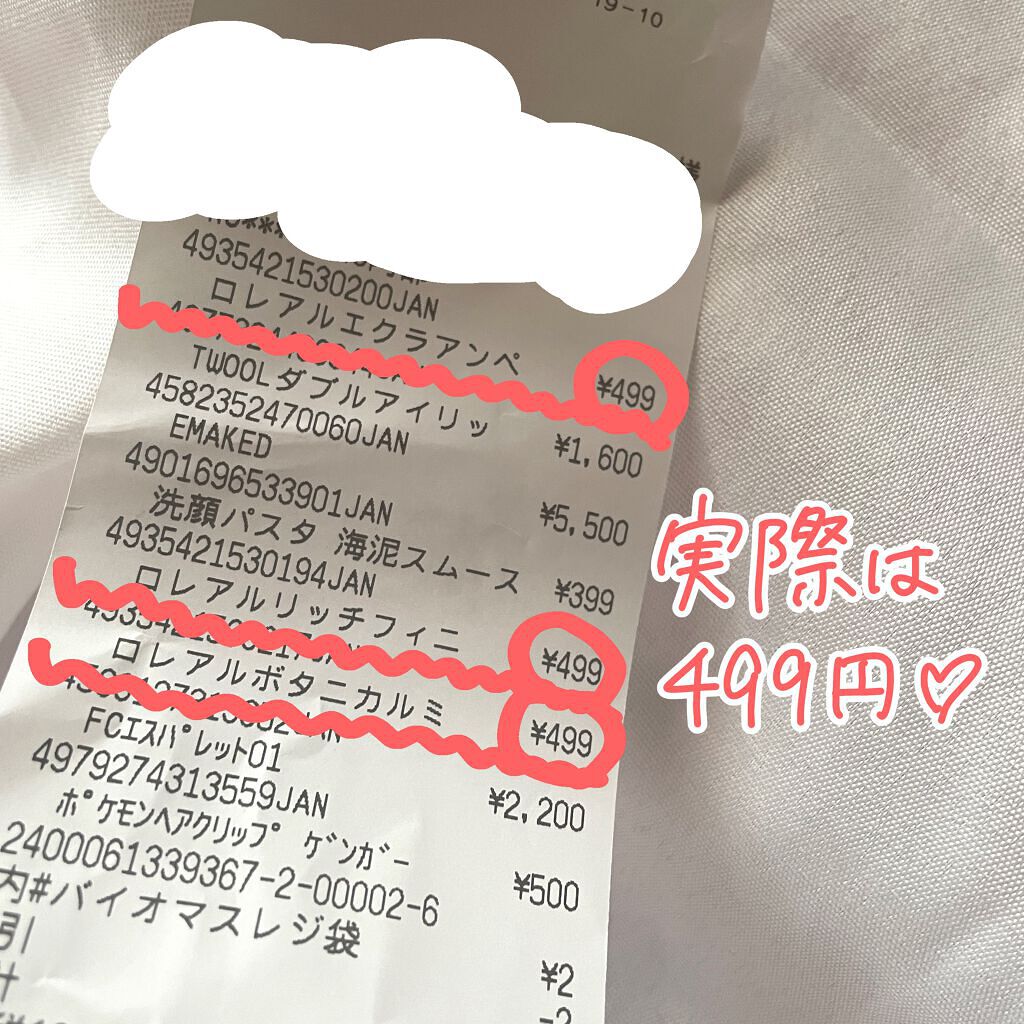 19-10
様
4935421530200JAN
ロレアルエクラアンペ ¥499
TWOOLダブルアイリッ ¥1,600
4582352470060JAN
EMAKED ¥5,500
4901696533901JAN
洗顔パスタ 海泥スムース ¥399
4935421530194JAN
ロレアルリッチフィニ ¥499
ロレアルボタニカルミ ¥499
FCエスパレット01 ¥2,200
4979274313559JAN
ポケモンヘアクリップ ゲンガー ¥500
2400061339367-2-00002-6
内#バイオマスレジ袋 ¥2
引 -2
計
実際は
499円♡